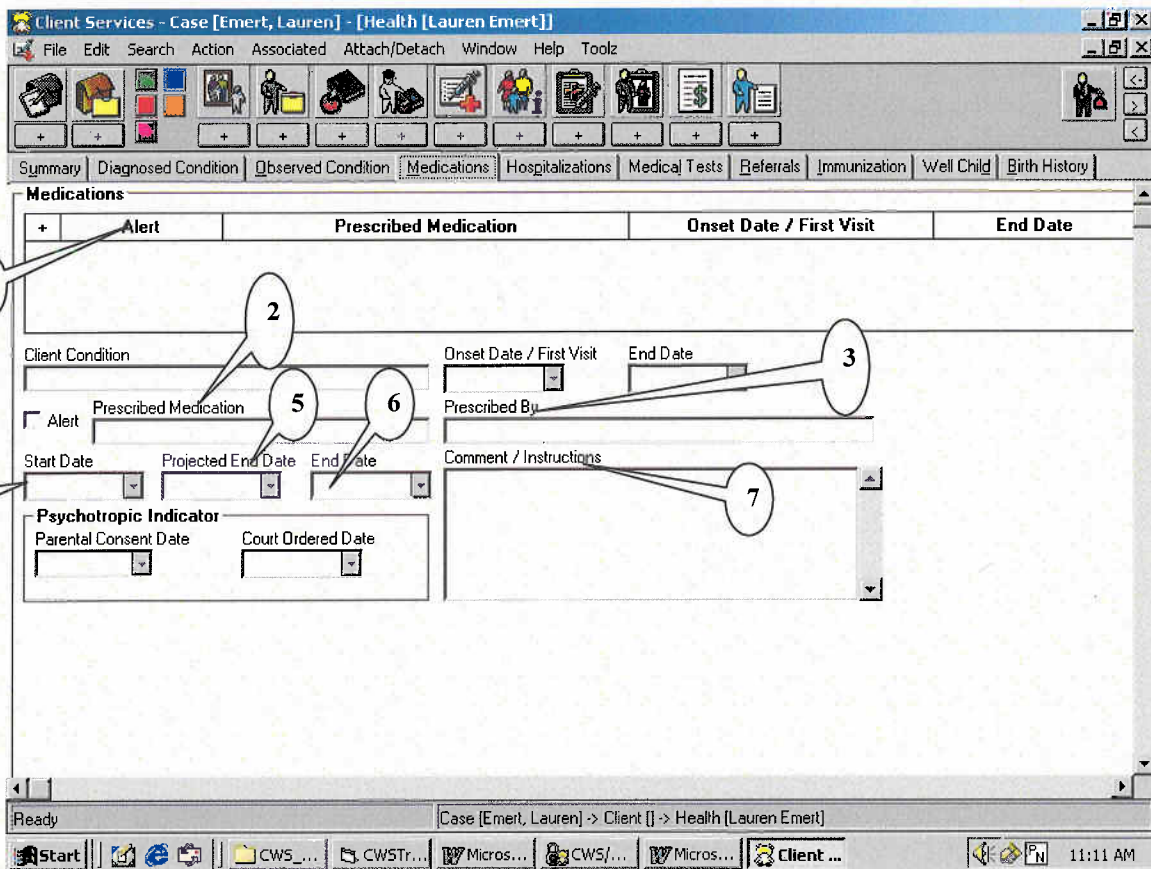 Client Services - Case [Emert, Lauren] - [Health [Lauren Emert]]
File Edit Search Action Associated Attach/Detach Window Help Toolz
+ + + + + + + + + + + +
Summary Diagnosed Condition Observed Condition Medications Hospitalizations Medical Tests Referrals Immunization Well Child Birth History
Medications
+ Alert Prescribed Medication Onset Date / First Visit End Date
2
Client Condition Onset Date / First Visit End Date
3
Alert Prescribed Medication 5 6 Prescribed By
Start Date Projected End Date End Date Comment / Instructions
7
Psychotropic Indicator
Parental Consent Date Court Ordered Date
Ready Case [Emert, Lauren] -> Client [] -> Health [Lauren Emert]
Start CWS_... CWSTr... Micros... CWS/... Micros... Client ... PN 11:11 AM